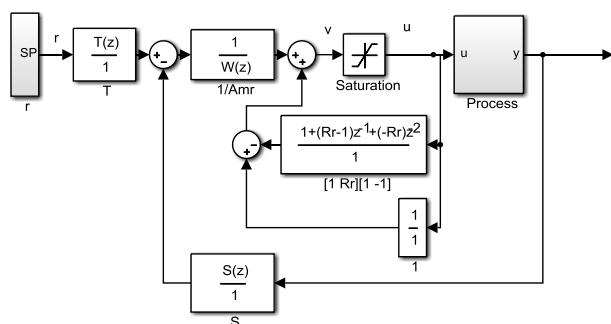 SP
r
r
T(z)
1
T
1
W(z)
1/Amr
v
Saturation
u
u
y
Process
1+(Rr-1)z-1+(-Rr)z-2
1
[1 Rr][1 -1]
1
1
1
S(z)
1
S